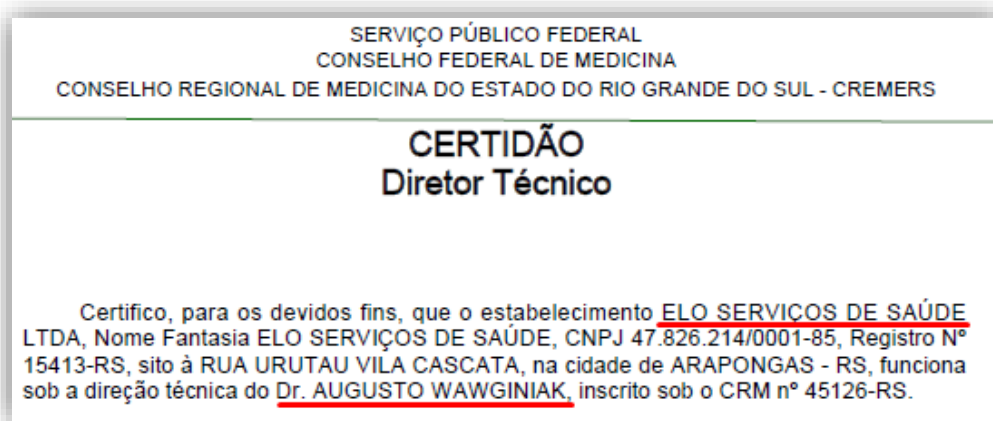 SERVIÇO PÚBLICO FEDERAL
CONSELHO FEDERAL DE MEDICINA
CONSELHO REGIONAL DE MEDICINA DO ESTADO DO RIO GRANDE DO SUL - CREMERS
CERTIDÃO
Diretor Técnico
Certifico, para os devidos fins, que o estabelecimento ELO SERVIÇOS DE SAÚDE
LTDA, Nome Fantasia ELO SERVIÇOS DE SAÚDE, CNPJ 47.826.214/0001-85, Registro Nº
15413-RS, sito à RUA URUTAU VILA CASCATA, na cidade de ARAPONGAS - RS, funciona
sob a direção técnica do Dr. AUGUSTO WAWGINIAK, inscrito sob o CRM nº 45126-RS.